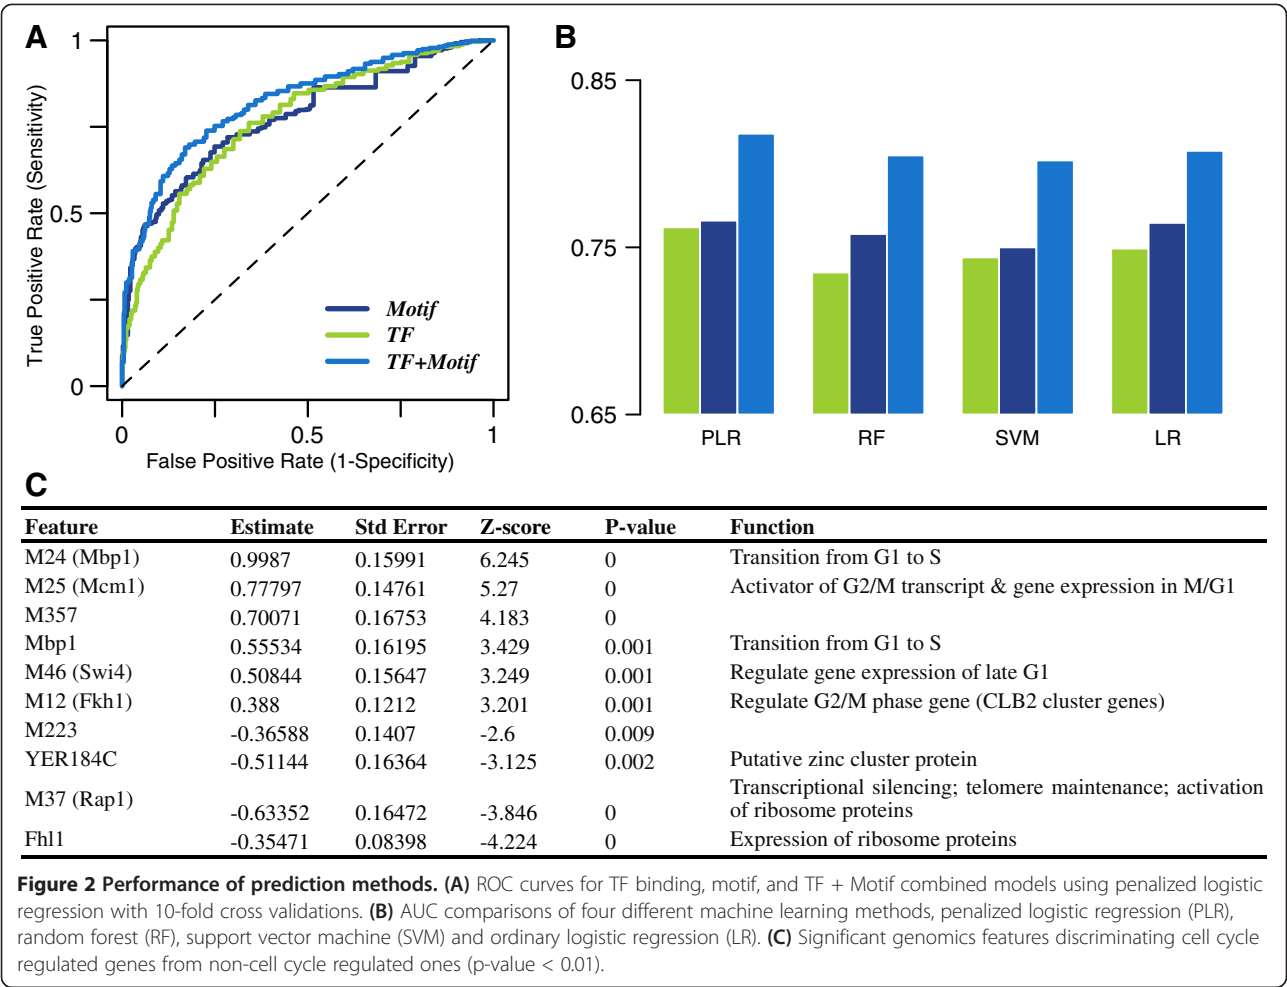 A
1
0.5
0
True Positive Rate (Sensitivity)
Motif
TF
TF+Motif
0 0.5 1
False Positive Rate (1-Specificity)
B
0.85
0.75
0.65
PLR RF SVM LR
C
Feature Estimate Std Error Z-score P-value Function
M24 (Mbp1) 0.9987 0.15991 6.245 0 Transition from G1 to S
M25 (Mcm1) 0.77797 0.14761 5.27 0 Activator of G2/M transcript & gene expression in M/G1
M357 0.70071 0.16753 4.183 0
Mbp1 0.55534 0.16195 3.429 0.001 Transition from G1 to S
M46 (Swi4) 0.50844 0.15647 3.249 0.001 Regulate gene expression of late G1
M12 (Fkh1) 0.388 0.1212 3.201 0.001 Regulate G2/M phase gene (CLB2 cluster genes)
M223 -0.36588 0.1407 -2.6 0.009
YER184C -0.51144 0.16364 -3.125 0.002 Putative zinc cluster protein
M37 (Rap1) -0.63352 0.16472 -3.846 0 Transcriptional silencing; telomere maintenance; activation
of ribosome proteins
Fhl1 -0.35471 0.08398 -4.224 0 Expression of ribosome proteins
Figure 2 Performance of prediction methods. (A) ROC curves for TF binding, motif, and TF + Motif combined models using penalized logistic
regression with 10-fold cross validations. (B) AUC comparisons of four different machine learning methods, penalized logistic regression (PLR),
random forest (RF), support vector machine (SVM) and ordinary logistic regression (LR). (C) Significant genomics features discriminating cell cycle
regulated genes from non-cell cycle regulated ones (p-value < 0.01).